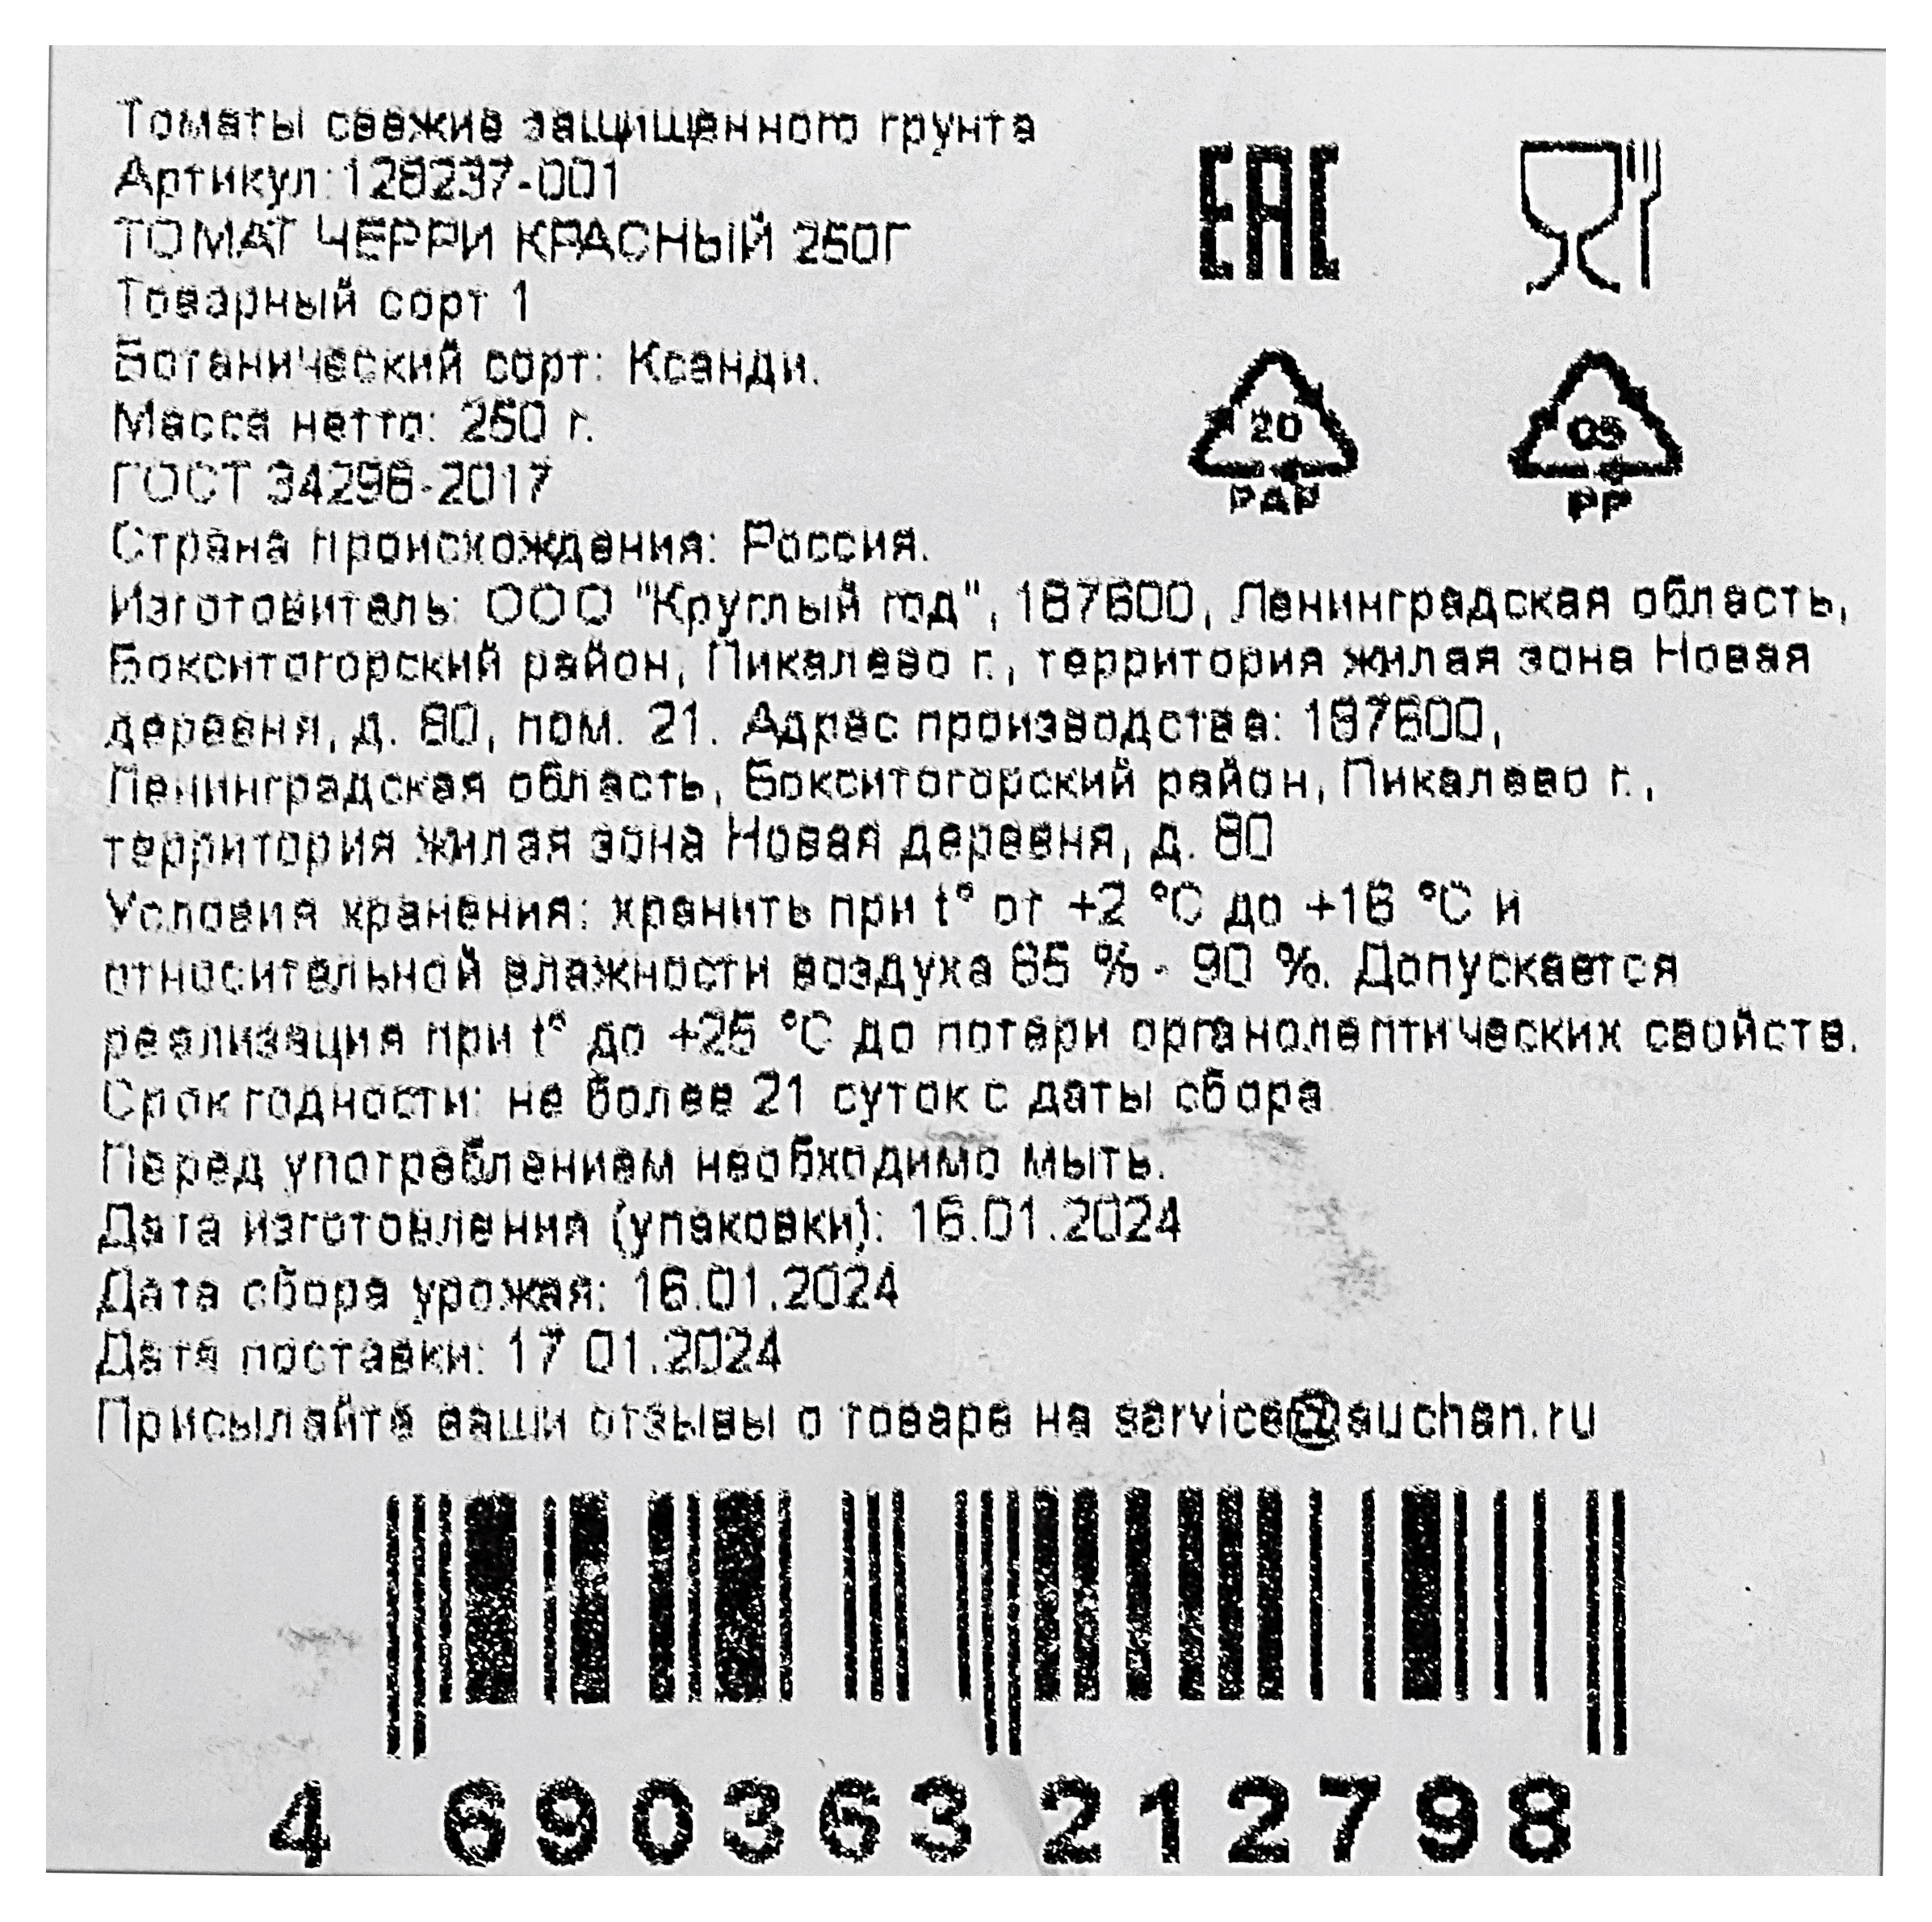 Томаты свежие защищенного грунта
Артикул:128237-001
ТОМАТ ЧЕРРИ КРАСНЫЙ 250Г
Товарный сорт 1
Ботанический сорт: Ксанди.
Масса нетто: 250 г.
ГОСТ 34298-2017
Страна происхождения: Россия.
Изготовитель: ООО "Круглый год", 187600, Ленинградская область,
Бокситогорский район, Пикалево г., территория жилая зона Новая
деревня, д. 80, пом. 21. Адрес производства: 187600,
Ленинградская область, Бокситогорский район, Пикалево г.,
территория жилая зона Новая деревня, д. 80
Условия хранения: хранить при t° от +2 °C до +16 °C и
относительной влажности воздуха 65 % - 90 %. Допускается
реализация при t° до +25 °C до потери органолептических свойств.
Срок годности: не более 21 суток с даты сбора
Перед употреблением необходимо мыть.
Дата изготовления (упаковки): 16.01.2024
Дата сбора урожая: 16.01.2024
Дата поставки: 17.01.2024
Присылайте ваши отзывы о товаре на service@auchan.ru
EAC
20
PAP
05
PP
4 690363 212798